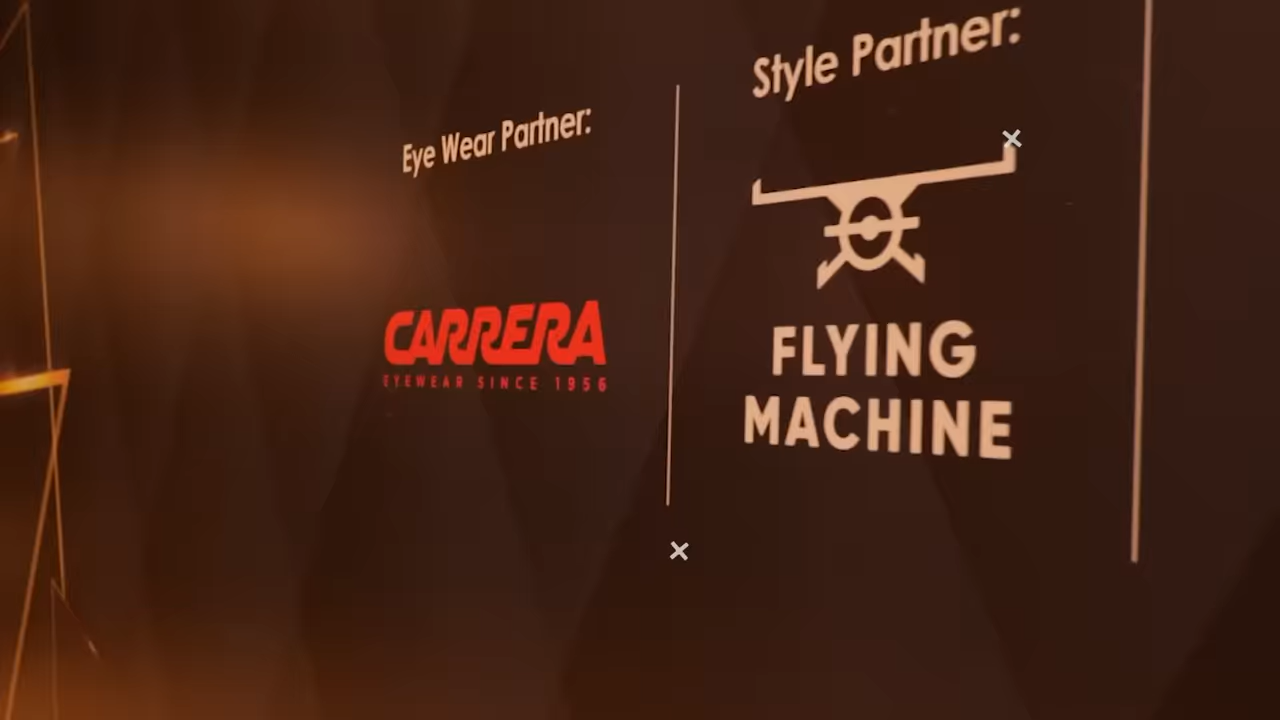 Eye Wear Partner:
CARRERA
EYEWEAR SINCE 1956
Style Partner:
FLYING
MACHINE